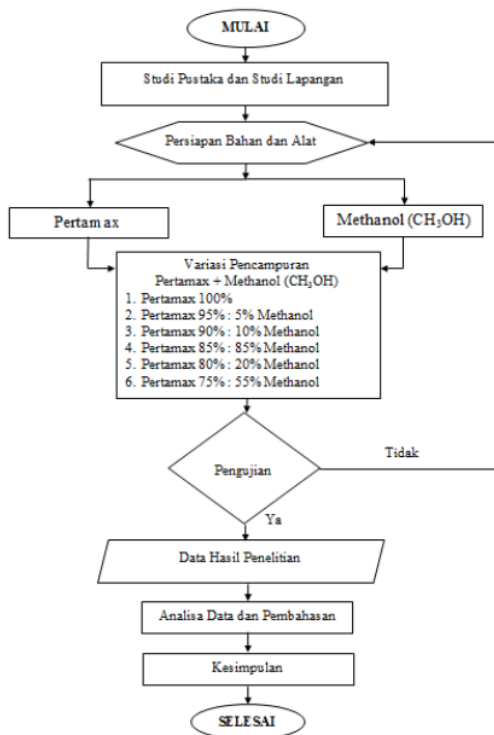 MULAI
Studi Pustaka dan Studi Lapangan
Persiapan Bahan dan Alat
Pertamax
Methanol (CH₃OH)
Variasi Pencampuran
Pertamax + Methanol (CH₃OH)
1. Pertamax 100%
2. Pertamax 95% : 5% Methanol
3. Pertamax 90% : 10% Methanol
4. Pertamax 85% : 85% Methanol
5. Pertamax 80% : 20% Methanol
6. Pertamax 75% : 55% Methanol
Pengujian
Tidak
Ya
Data Hasil Penelitian
Analisa Data dan Pembahasan
Kesimpulan
SELESAI